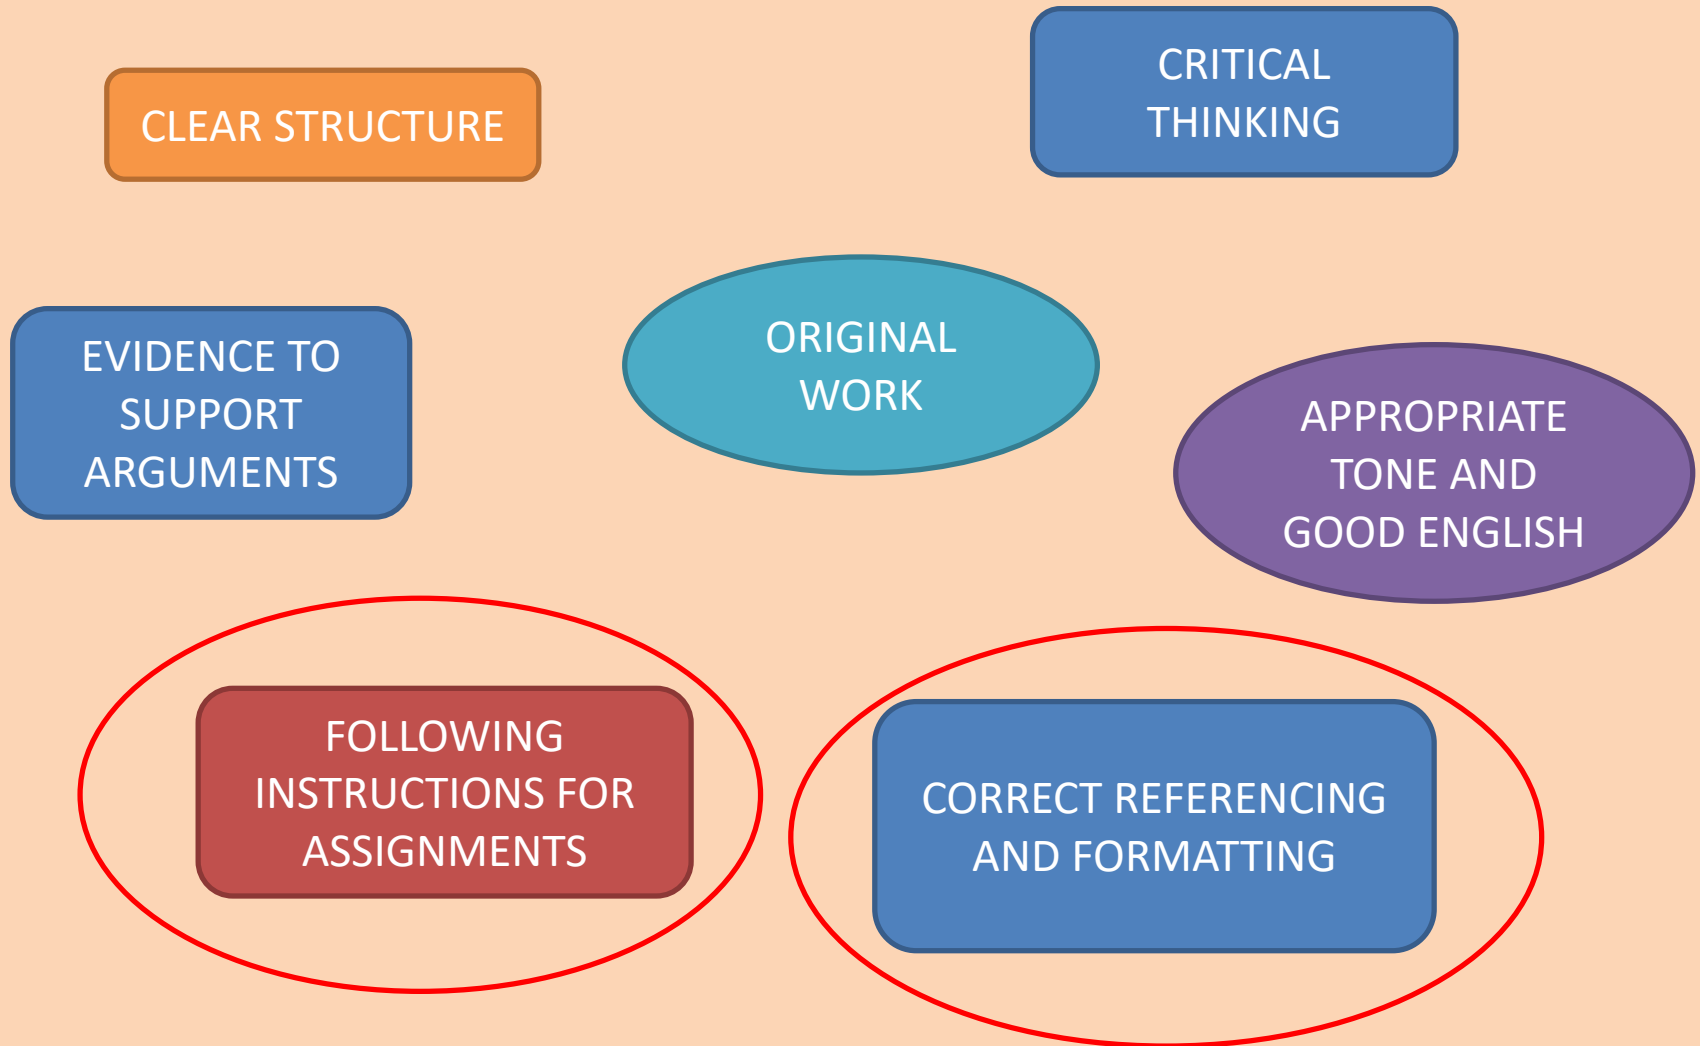 CLEAR STRUCTURE
CRITICAL
THINKING
EVIDENCE TO
SUPPORT
ARGUMENTS
ORIGINAL
WORK
APPROPRIATE
TONE AND
GOOD ENGLISH
FOLLOWING
INSTRUCTIONS FOR
ASSIGNMENTS
CORRECT REFERENCING
AND FORMATTING